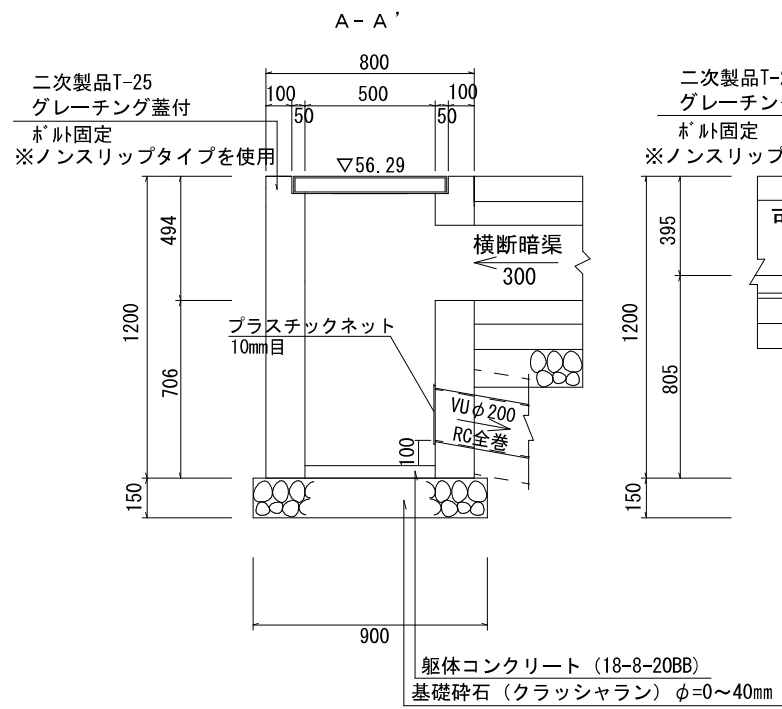 A-A'
800
100 500 100
50 50
二次製品T-25
グレーチング蓋付
ボルト固定
※ノンスリップタイプを使用
▽56.29
494
706
1200
150
横断暗渠
300
プラスチックネット
10mm目
VUφ200
RC全巻
100
900
躯体コンクリート（18-8-20BB）
基礎砕石（クラッシャラン）φ=0〜40mm
二次製品T-
グレーチン
ボルト固定
※ノンスリップ
395
805
1200
150